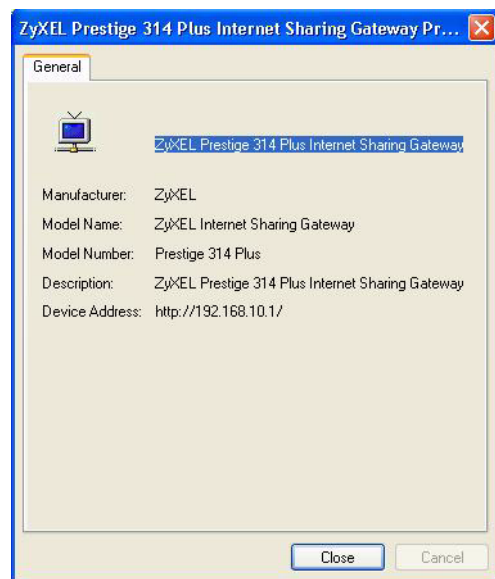 ZyXEL Prestige 314 Plus Internet Sharing Gateway Pr...
General
ZyXEL Prestige 314 Plus Internet Sharing Gateway
Manufacturer: ZyXEL
Model Name: ZyXEL Internet Sharing Gateway
Model Number: Prestige 314 Plus
Description: ZyXEL Prestige 314 Plus Internet Sharing Gateway
Device Address: http://192.168.10.1/
Close Cancel